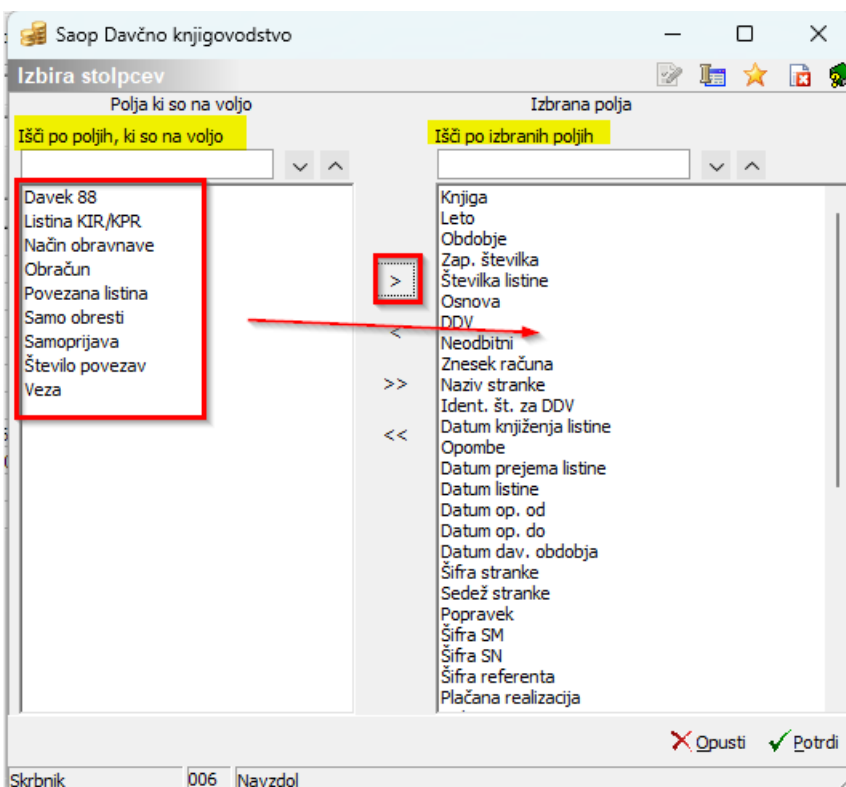 Saop Davčno knjigovodstvo
Izbira stolpcev
Polja ki so na voljo
Išči po poljih, ki so na voljo
Davek 88
Listina KIR/KPR
Način obravnave
Obračun
Povezana listina
Samo obresti
Samoprijava
Število povezav
Veza
>
<
>>
<<
Izbrana polja
Išči po izbranih poljih
Knjiga
Leto
Obdobje
Zap. številka
Številka listine
Osnova
DDV
Neodbitni
Znesek računa
Naziv stranke
Ident. št. za DDV
Datum knjiženja listine
Opombe
Datum prejema listine
Datum listine
Datum op. od
Datum op. do
Datum dav. obdobja
Šifra stranke
Sedež stranke
Popravek
Šifra SM
Šifra SN
Šifra referenta
Plačana realizacija
Opusti Potrdi
Skrbnik 006 Navzdol